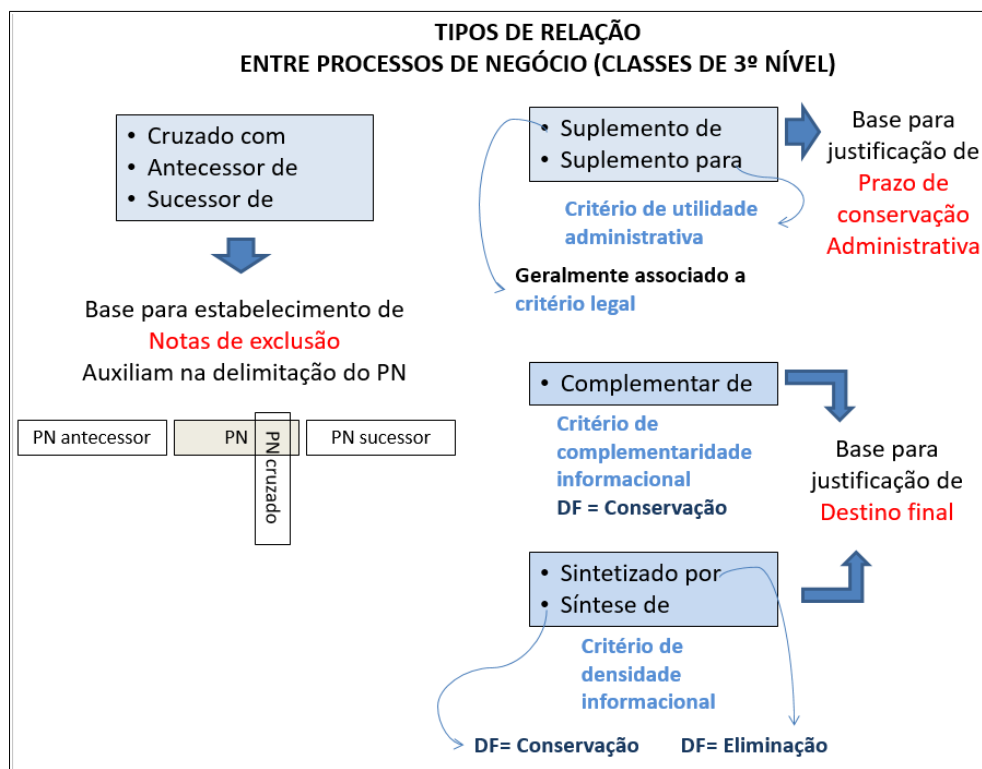 TIPOS DE RELAÇÃO
ENTRE PROCESSOS DE NEGÓCIO (CLASSES DE 3º NÍVEL)
• Cruzado com
• Antecessor de
• Sucessor de
Base para estabelecimento de
Notas de exclusão
Auxiliam na delimitação do PN
PN antecessor
PN
PN cruzado
PN sucessor
• Suplemento de
• Suplemento para
Critério de utilidade
administrativa
Geralmente associado a
critério legal
Base para
justificação de
Prazo de
conservação
Administrativa
• Complementar de
Critério de
complementaridade
informacional
DF = Conservação
Base para
justificação de
Destino final
• Sintetizado por
• Síntese de
Critério de
densidade
informacional
DF= Conservação
DF= Eliminação